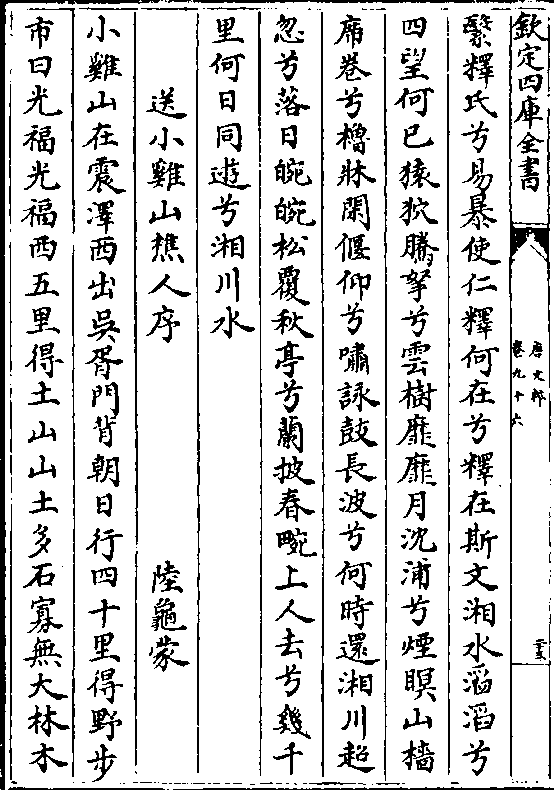 欽定四庫全書
唐文粹
卷九十六
繄釋氏兮易暴使仁釋何在兮釋在斯文湘水滔滔兮
四望何已猿狖騰拏兮雲樹靡靡月沈浦兮煙暝山檣
席卷兮櫓牀閑偃仰兮嘯詠鼓長波兮何時還湘川超
忽兮落日晼晼松覆秋亭兮蘭披春畹上人去兮幾千
里何日同遊兮湘川水
送小雞山樵人序
陸龜蒙
小雞山在震澤西出吳胥門背朝日行四十里得野步
市曰光福光福西五里得土山山土多石寡無大林木